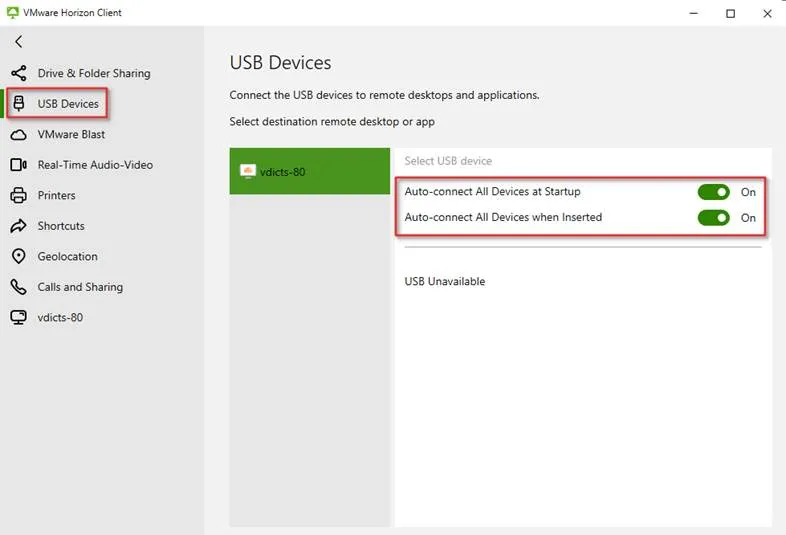 VMware Horizon Client
Drive & Folder Sharing
USB Devices
VMware Blast
Real-Time Audio-Video
Printers
Shortcuts
Geolocation
Calls and Sharing
vdicts-80
USB Devices
Connect the USB devices to remote desktops and applications.
Select destination remote desktop or app
vdicts-80
Select USB device
Auto-connect All Devices at Startup On
Auto-connect All Devices when Inserted On
USB Unavailable